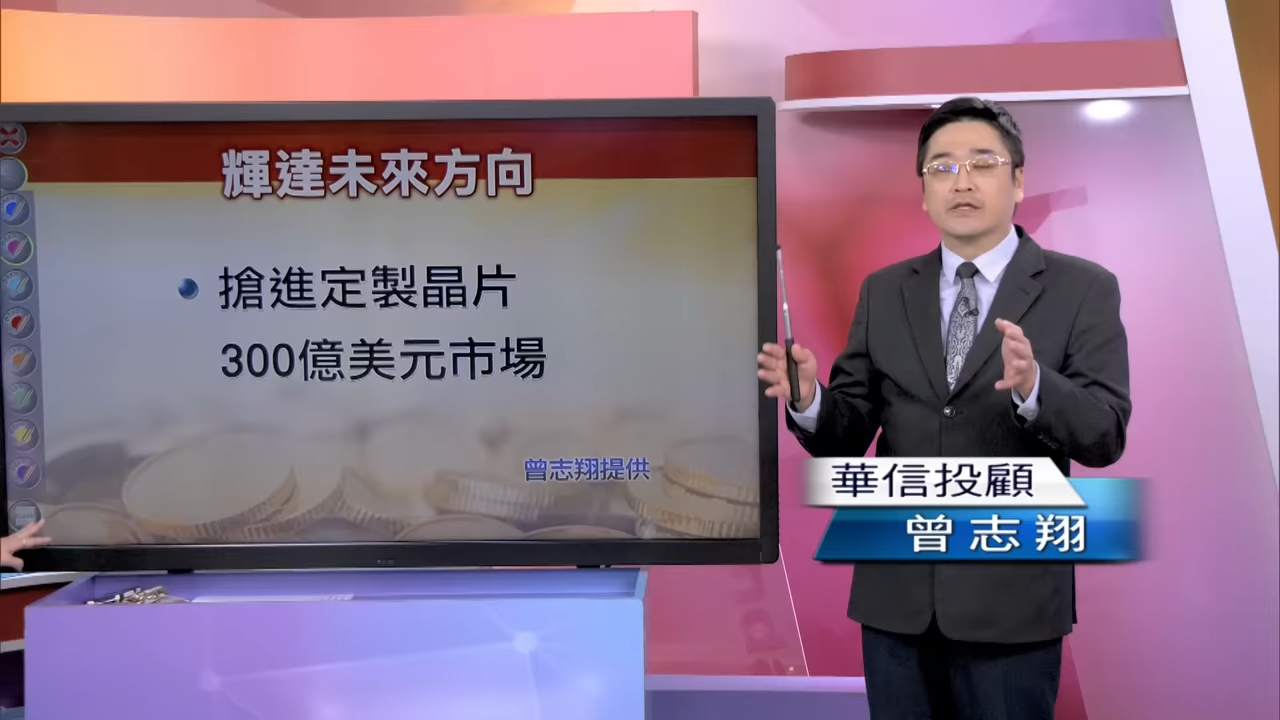 輝達未來方向
搶進定製晶片
300億美元市場
曾志翔提供
華信投顧
曾志翔